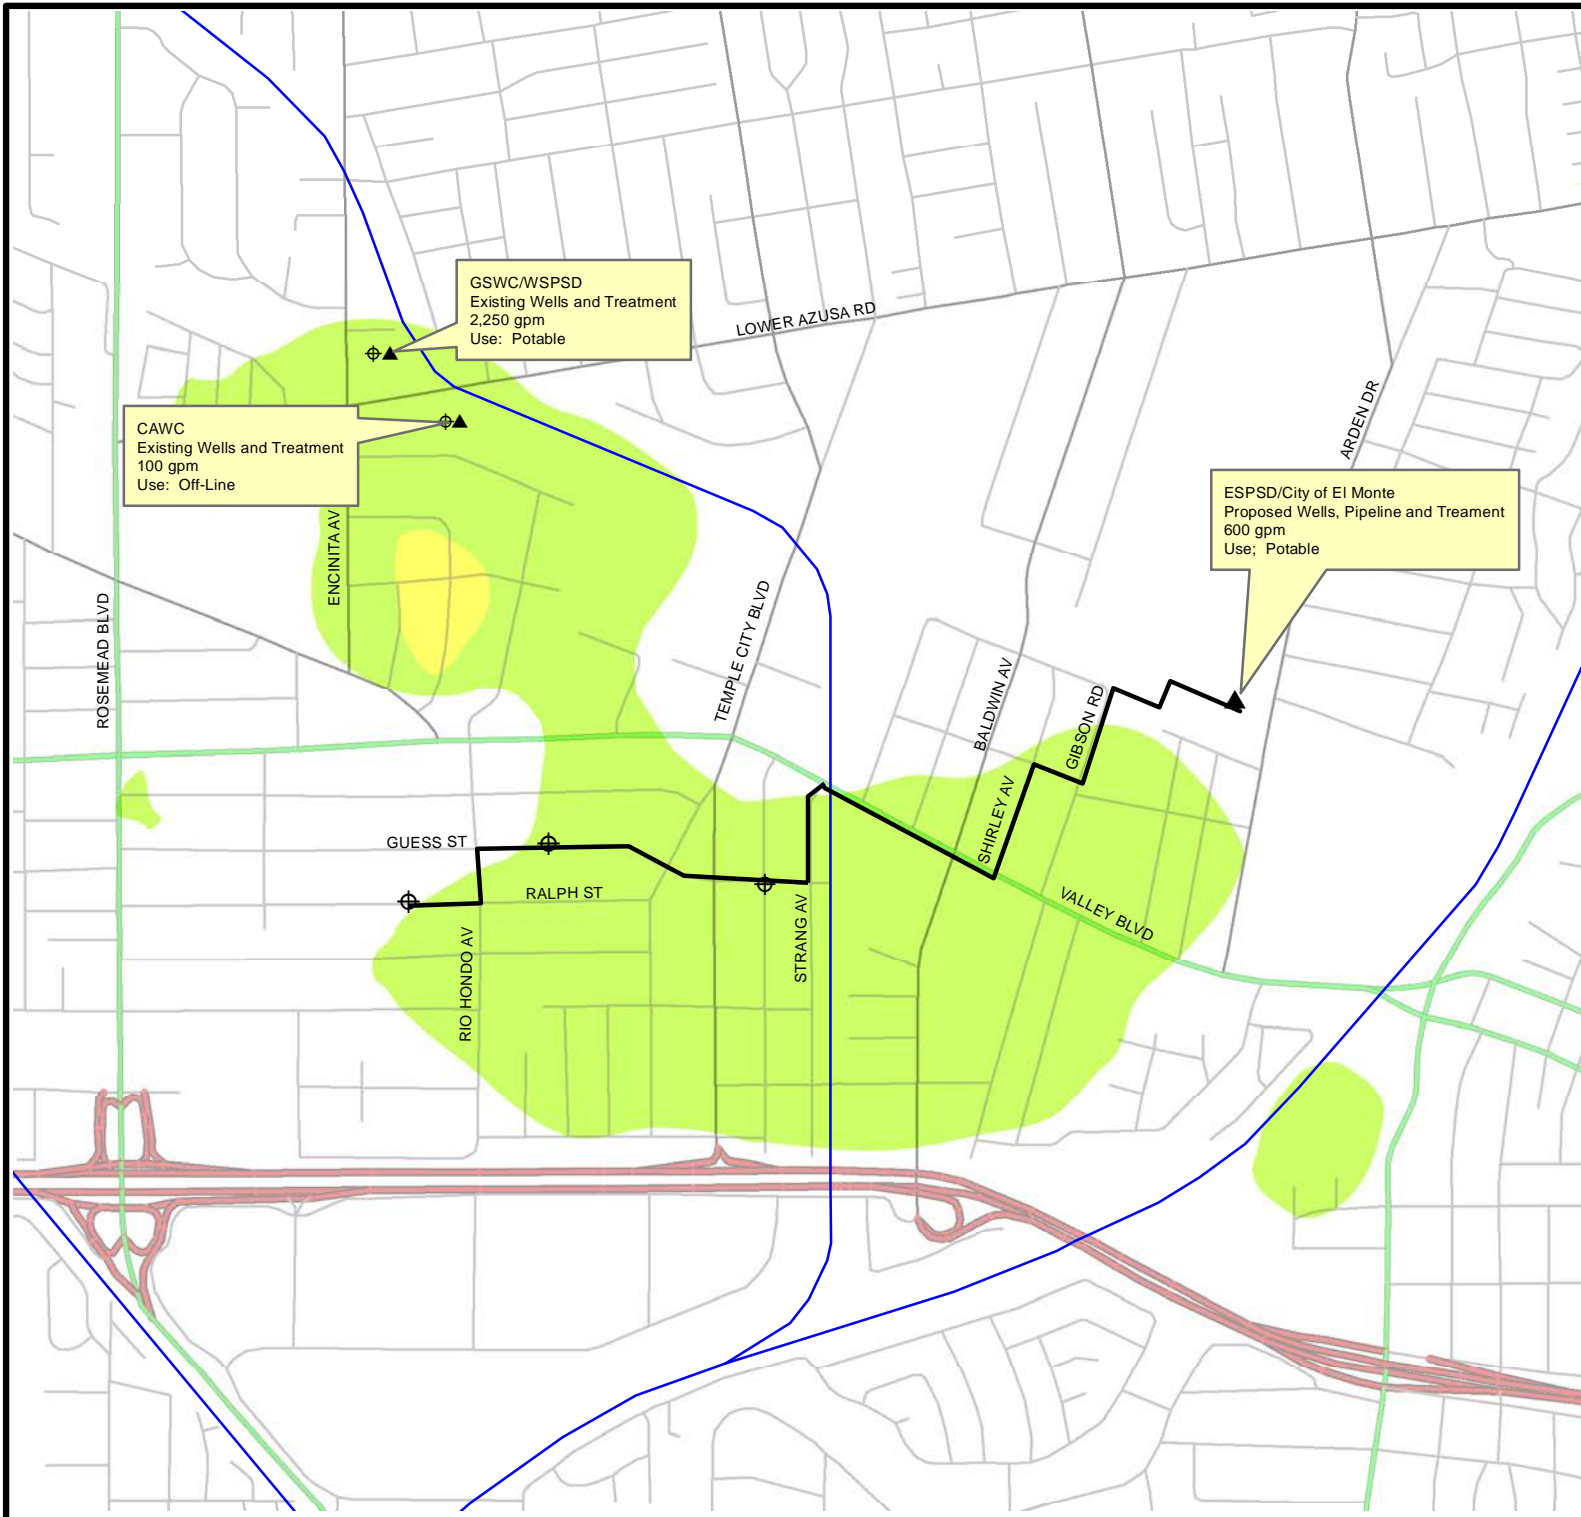 GSWC/WSPSD
Existing Wells and Treatment
2,250 gpm
Use: Potable
LOWER AZUSA RD
CAWC
Existing Wells and Treatment
100 gpm
Use: Off-Line
ARDEN DR
ESPSD/City of El Monte
Proposed Wells, Pipeline and Treament
600 gpm
Use; Potable
ENCINITA AV
ROSEMEAD BLVD
TEMPLE CITY BLVD
BALDWIN AV
GIBSON RD
SHIRLEY AV
GUESS ST
RALPH ST
VALLEY BLVD
STRANG AV
RIO HONDO AV